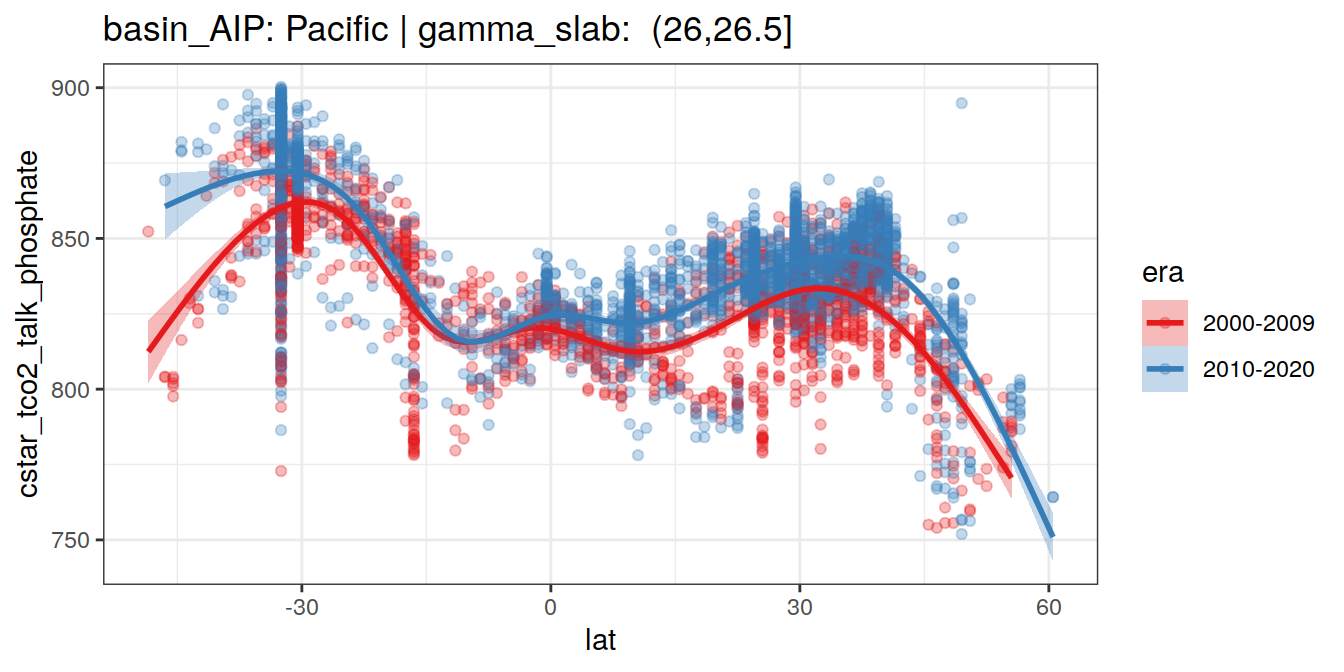 basin_AIP: Pacific | gamma_slab:  (26,26.5]
cstar_tco2_talk_phosphate
900
850
800
750
-30
0
30
60
lat
era
2000-2009
2010-2020